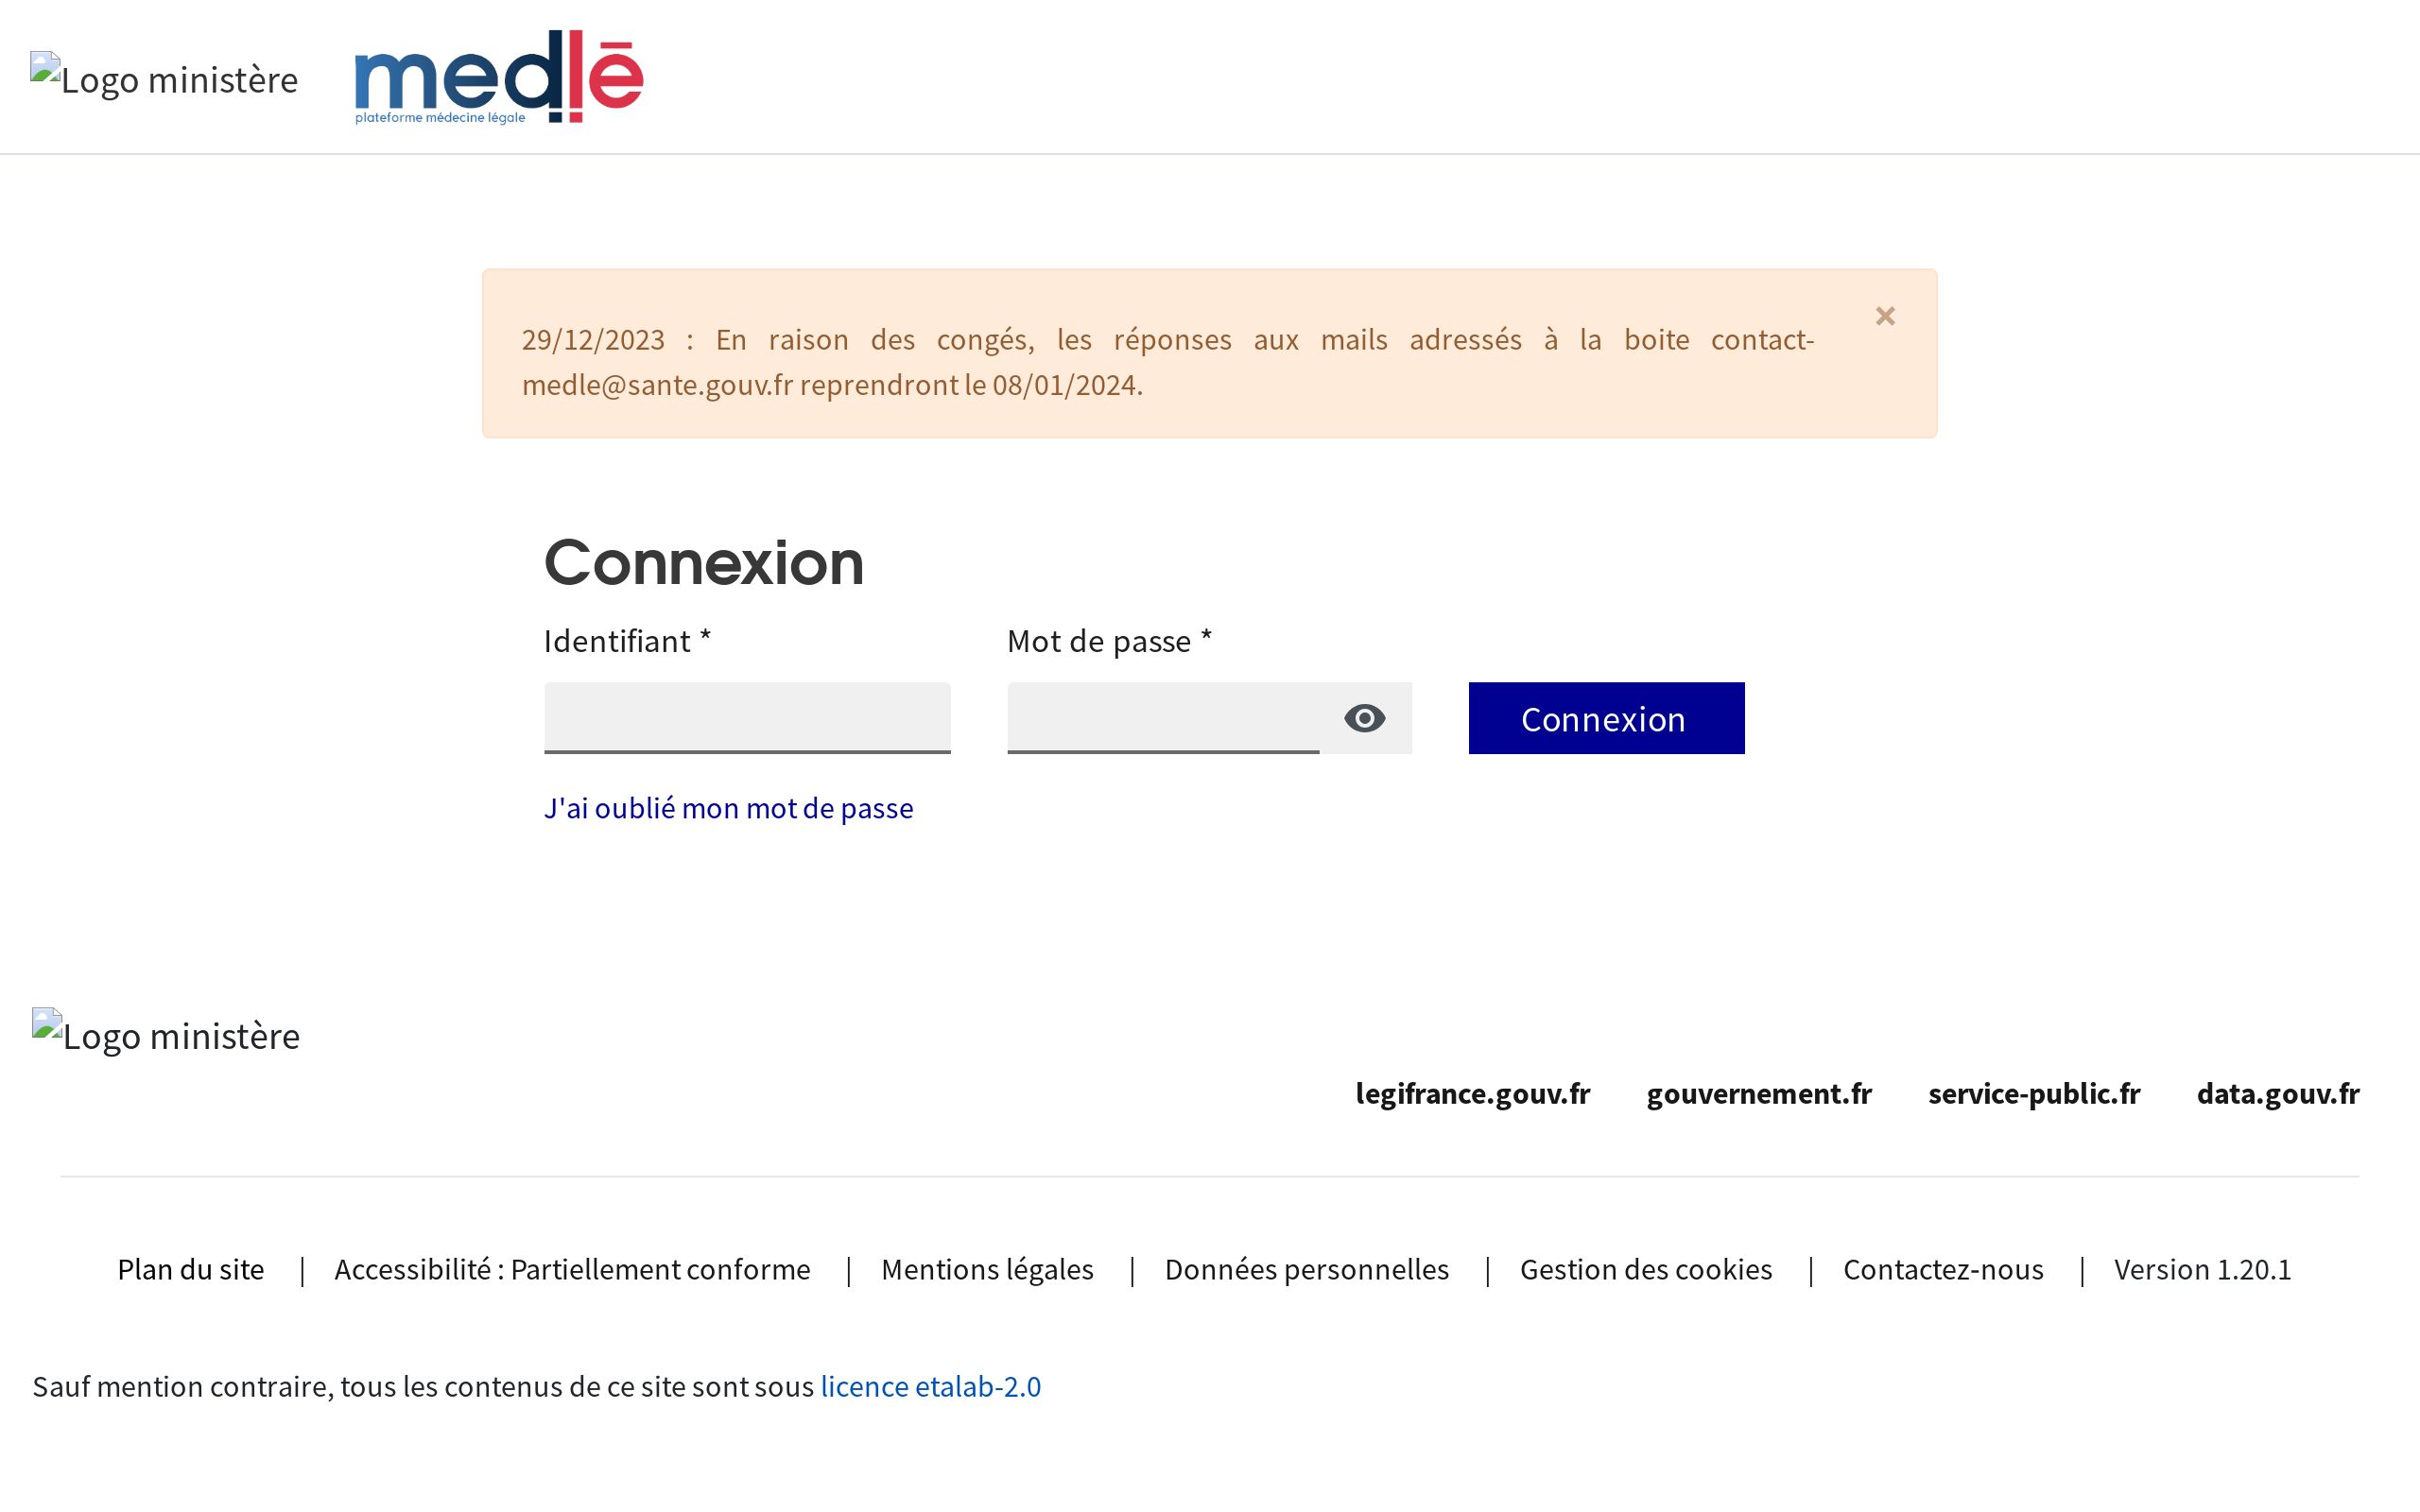 Logo ministère
medlē
plateforme médecine légale
29/12/2023 : En raison des congés, les réponses aux mails adressés à la boite contact-
medle@sante.gouv.fr reprendront le 08/01/2024.
×
Connexion
Identifiant *
Mot de passe *
Connexion
J'ai oublié mon mot de passe
Logo ministère
legifrance.gouv.fr gouvernement.fr service-public.fr data.gouv.fr
Plan du site | Accessibilité : Partiellement conforme | Mentions légales | Données personnelles | Gestion des cookies | Contactez-nous | Version 1.20.1
Sauf mention contraire, tous les contenus de ce site sont sous licence etalab-2.0